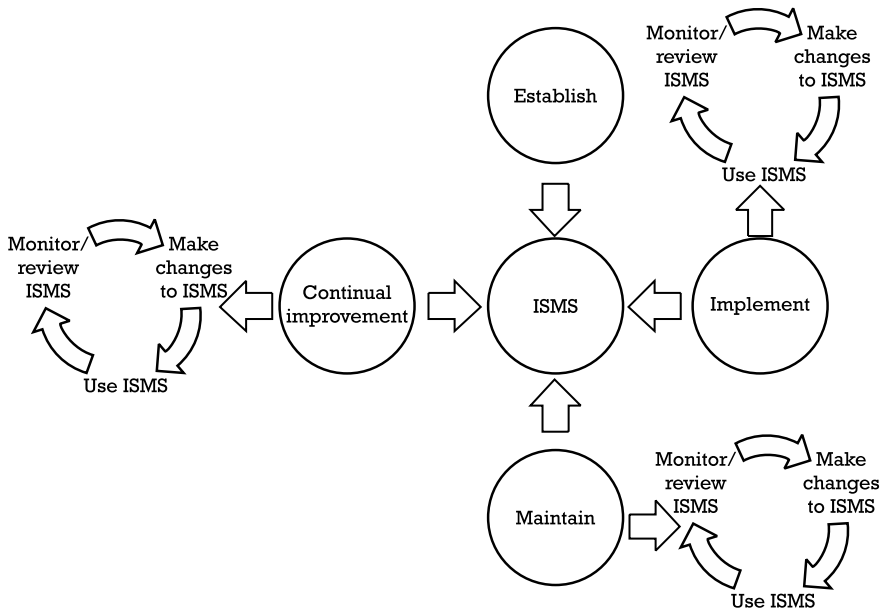 Establish
Monitor/
review
ISMS
Make
changes
to ISMS
Use ISMS
Monitor/
review
ISMS
Make
changes
to ISMS
Use ISMS
Continual
improvement
ISMS
Implement
Maintain
Monitor/
review
ISMS
Make
changes
to ISMS
Use ISMS